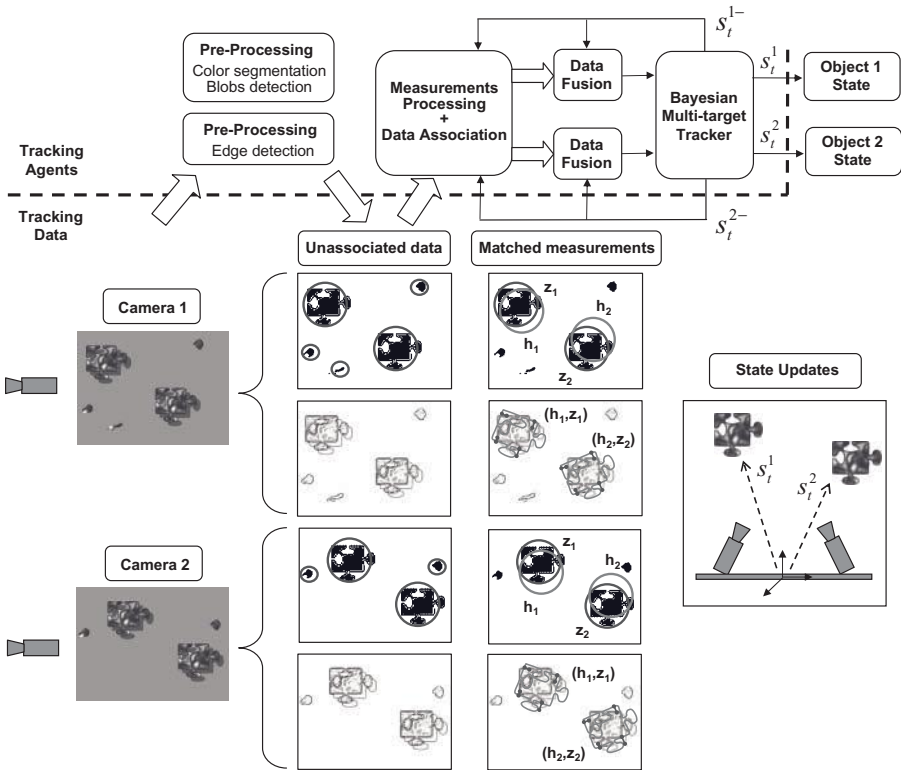 Pre-Processing
Color segmentation
Blobs detection
Pre-Processing
Edge detection
Measurements
Processing
+
Data Association
Data
Fusion
Data
Fusion
Bayesian
Multi-target
Tracker
s_t^{1-}
s_t^1
s_t^2
s_t^{2-}
Object 1
State
Object 2
State
Tracking
Agents
Tracking
Data
Unassociated data
Matched measurements
Camera 1
z₁
h₂
h₁
z₂
(h₁,z₁)
(h₂,z₂)
State Updates
s_t^1
s_t^2
Camera 2
z₁
h₂
h₁
z₂
(h₁,z₁)
(h₂,z₂)